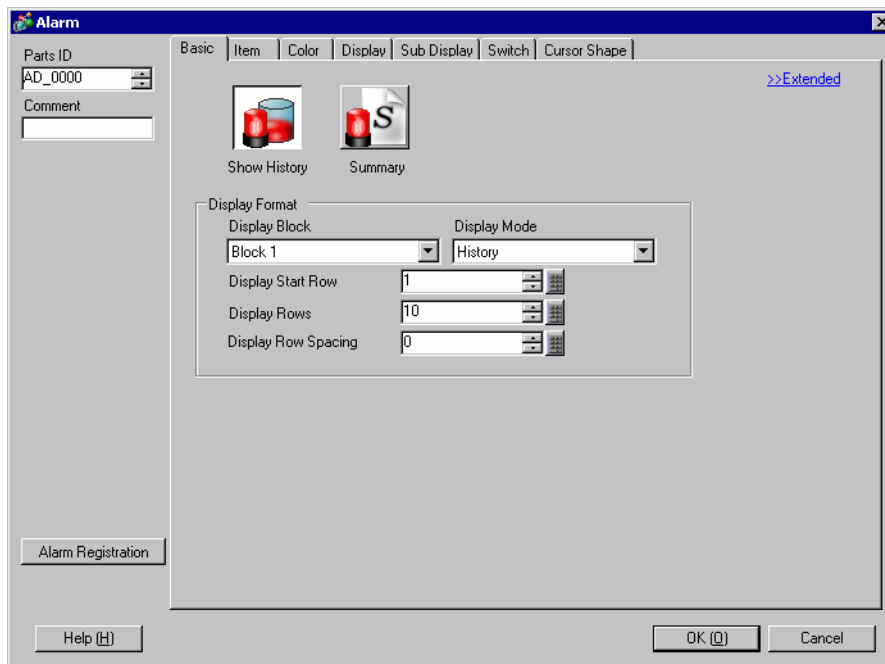 Alarm
Parts ID
AD_0000
Comment
Basic Item Color Display Sub Display Switch Cursor Shape
>>Extended
S
Show History Summary
Display Format
Display Block Display Mode
Block 1 History
Display Start Row 1
Display Rows 10
Display Row Spacing 0
Alarm Registration
Help (H) OK (O) Cancel